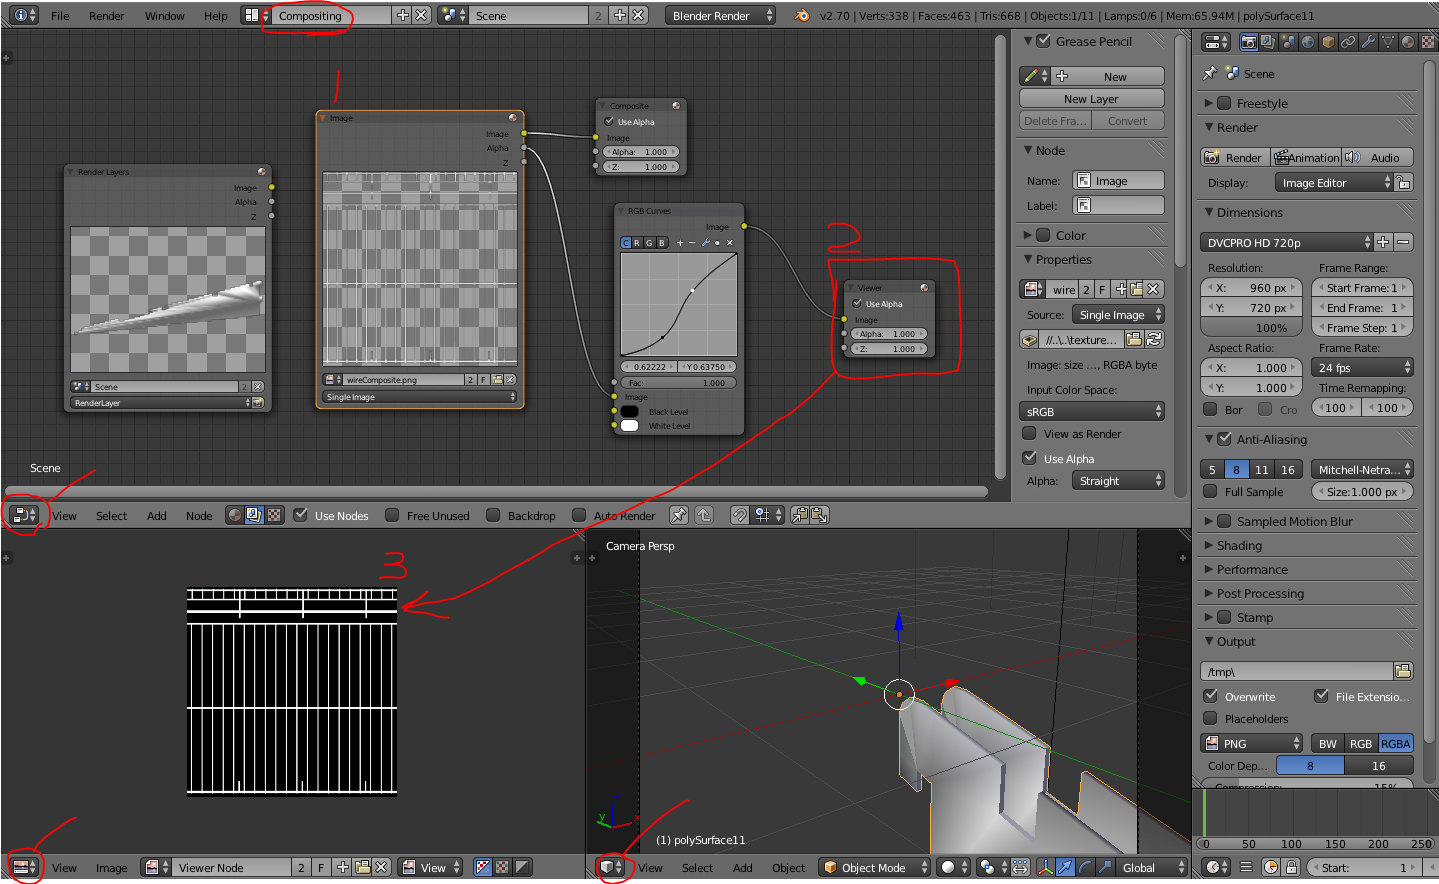 File Render Window Help Compositing Scene 2 Blender Render v2.70 | Verts:338 | Faces:463 | Tris:668 | Objects:1/11 | Lamps:0/6 | Mem:65.94M | polySurface11
1
Render Layers
Image
Alpha
Z
Scene 2
RenderLayer
Image
Image
Alpha
Z
wireComposite.png 2 F
Single Image
Composite
Use Alpha
Image
Alpha: 1.000
Z: 1.000
RGB Curves
Image
C R G B
0.62222 Y 0.63750
Fac: 1.000
Image
Black Level
White Level
2
Viewer
Use Alpha
Image
Alpha: 1.000
Z: 1.000
Scene
View Select Add Node Use Nodes Free Unused Backdrop Auto Render
Grease Pencil
New
New Layer
Delete Fra... Convert
Node
Name: Image
Label:
Color
Properties
wire 2 F
Source: Single Image
//..\..\texture...
Image: size ..., RGBA byte
Input Color Space:
sRGB
View as Render
Use Alpha
Alpha: Straight
Scene
Freestyle
Render
Render Animation Audio
Display: Image Editor
Dimensions
DVCPRO HD 720p
Resolution: Frame Range:
X: 960 px Start Frame: 1
Y: 720 px End Frame: 1
100% Frame Step: 1
Aspect Ratio: Frame Rate:
X: 1.000 24 fps
Y: 1.000 Time Remapping:
Bor Cro 100 100
Anti-Aliasing
5 8 11 16 Mitchell-Netra...
Full Sample Size: 1.000 px
Sampled Motion Blur
Shading
Performance
Post Processing
Stamp
Output
/tmp\
Overwrite File Extensio...
Placeholders
PNG BW RGB RGBA
Color Dep... 8 16
Compression: 15%
3
View Image Viewer Node 2 F View
Camera Persp
z
y x
(1) polySurface11
View Select Add Object Object Mode Global
0 50 100 150 200 250
Start: 1